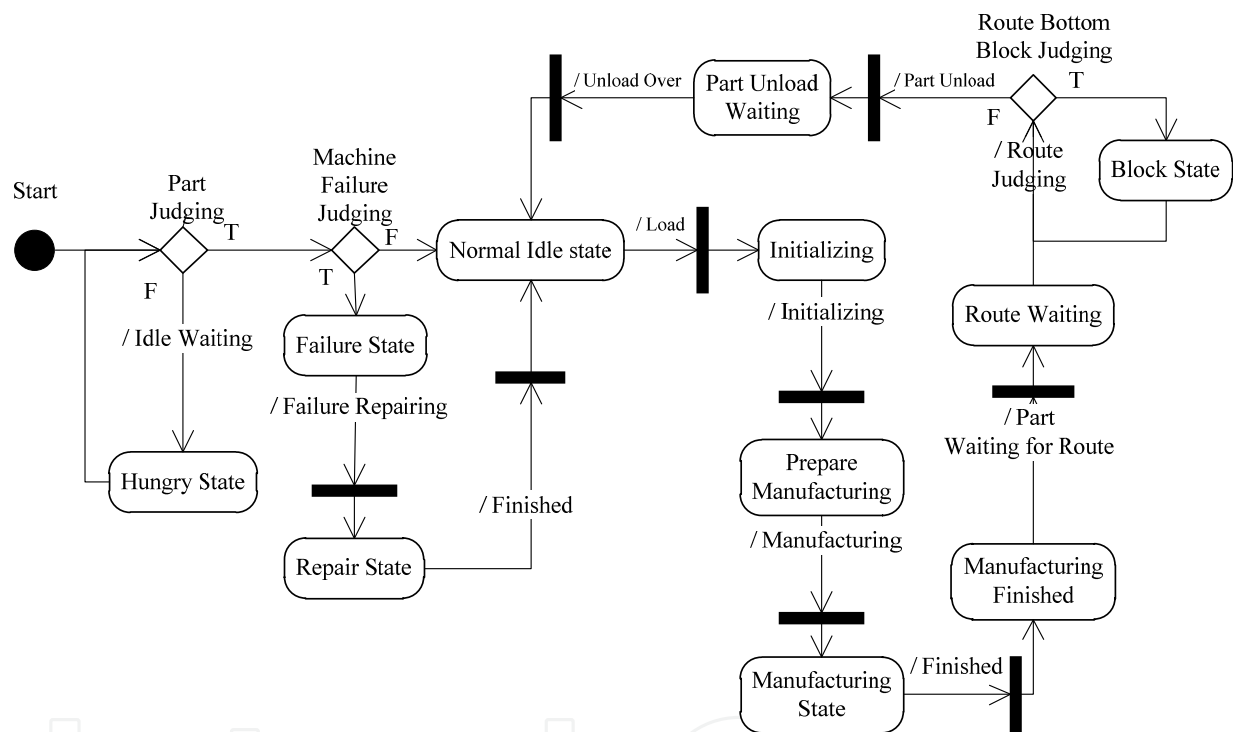 Route Bottom
Block Judging
T
/ Unload Over
Part Unload
Waiting
/ Part Unload
F
/ Route
Judging
Block State
Start
Part
Judging
T
F
Machine
Failure
Judging
F
T
Normal Idle state
/ Load
Initializing
/ Idle Waiting
Failure State
/ Initializing
Route Waiting
/ Failure Repairing
/ Part
Waiting for Route
Hungry State
/ Finished
Prepare
Manufacturing
/ Manufacturing
Repair State
Manufacturing
Finished
Manufacturing
State
/ Finished